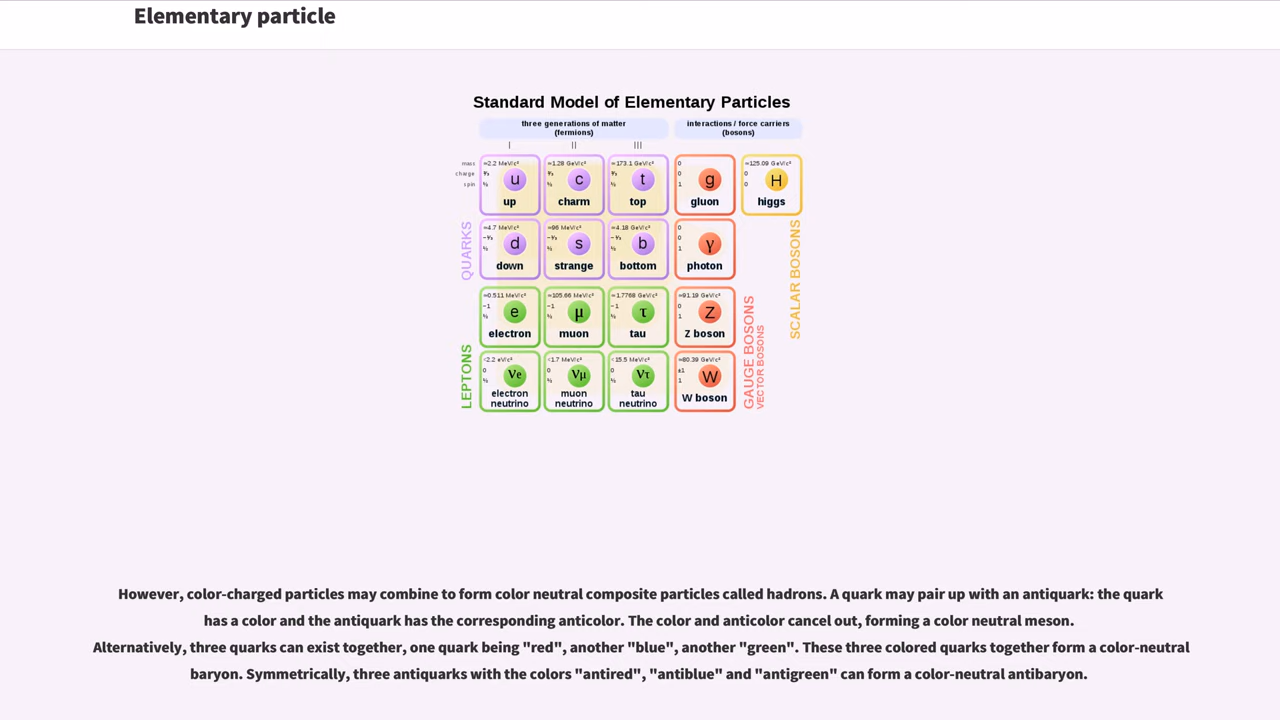 Elementary particle
Standard Model of Elementary Particles
three generations of matter
(fermions)
interactions / force carriers
(bosons)
I II III
mass
charge
spin
≃2.2 MeV/c²
⅔
½
u
up
≃1.28 GeV/c²
⅔
½
c
charm
≃173.1 GeV/c²
⅔
½
t
top
0
0
1
g
gluon
≃125.09 GeV/c²
0
0
H
higgs
QUARKS
≃4.7 MeV/c²
−⅓
½
d
down
≃96 MeV/c²
−⅓
½
s
strange
≃4.18 GeV/c²
−⅓
½
b
bottom
0
0
1
γ
photon
SCALAR BOSONS
LEPTONS
≃0.511 MeV/c²
−1
½
e
electron
≃105.66 MeV/c²
−1
½
μ
muon
≃1.7768 GeV/c²
−1
½
τ
tau
≃91.19 GeV/c²
0
1
Z
Z boson
GAUGE BOSONS
VECTOR BOSONS
<2.2 eV/c²
0
½
νe
electron
neutrino
<1.7 MeV/c²
0
½
νμ
muon
neutrino
<15.5 MeV/c²
0
½
ντ
tau
neutrino
≃80.39 GeV/c²
±1
1
W
W boson
However, color-charged particles may combine to form color neutral composite particles called hadrons. A quark may pair up with an antiquark: the quark
has a color and the antiquark has the corresponding anticolor. The color and anticolor cancel out, forming a color neutral meson.
Alternatively, three quarks can exist together, one quark being "red", another "blue", another "green". These three colored quarks together form a color-neutral
baryon. Symmetrically, three antiquarks with the colors "antired", "antiblue" and "antigreen" can form a color-neutral antibaryon.